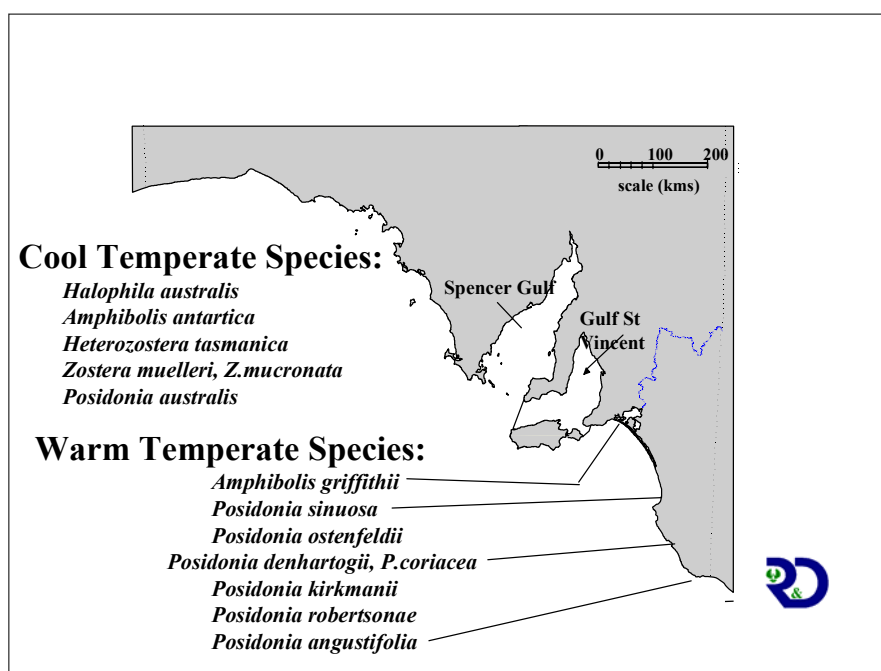 0 100 200
scale (kms)
Cool Temperate Species:
Halophila australis
Amphibolis antartica
Heterozostera tasmanica
Zostera muelleri, Z.mucronata
Posidonia australis
Spencer Gulf
Gulf St
Vincent
Warm Temperate Species:
Amphibolis griffithii
Posidonia sinuosa
Posidonia ostenfeldii
Posidonia denhartogii, P.coriacea
Posidonia kirkmanii
Posidonia robertsonae
Posidonia angustifolia
R&D